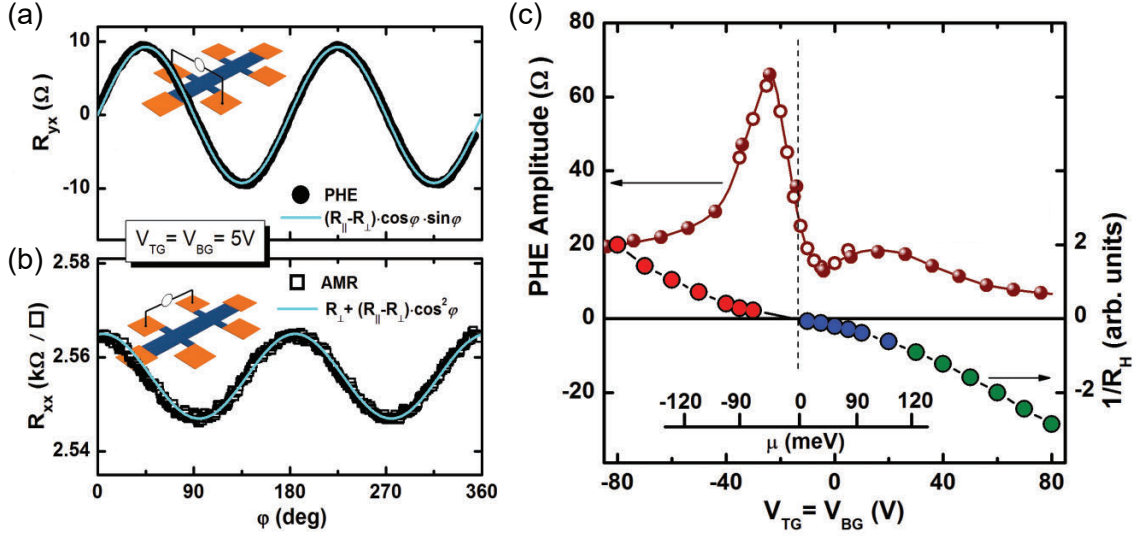 (a)
10
0
-10
R_yx (Ω)
PHE
(R_∥-R_⊥)·cosφ·sinφ
V_TG= V_BG= 5V
(b)
2.58
2.56
2.54
R_xx (kΩ / □)
AMR
R_⊥+ (R_∥-R_⊥)·cos²φ
0 90 180 270 360
φ (deg)
(c)
80
60
40
20
0
-20
PHE Amplitude (Ω)
2
0
-2
1/R_H (arb. units)
-120 -90 0 90 120
μ (meV)
-80 -40 0 40 80
V_TG= V_BG (V)